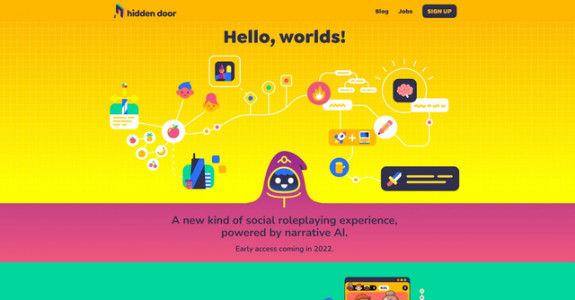 hidden door
Blog
Jobs
SIGN UP
Hello, worlds!
A new kind of social roleplaying experience,
powered by narrative AI.
Early access coming in 2022.